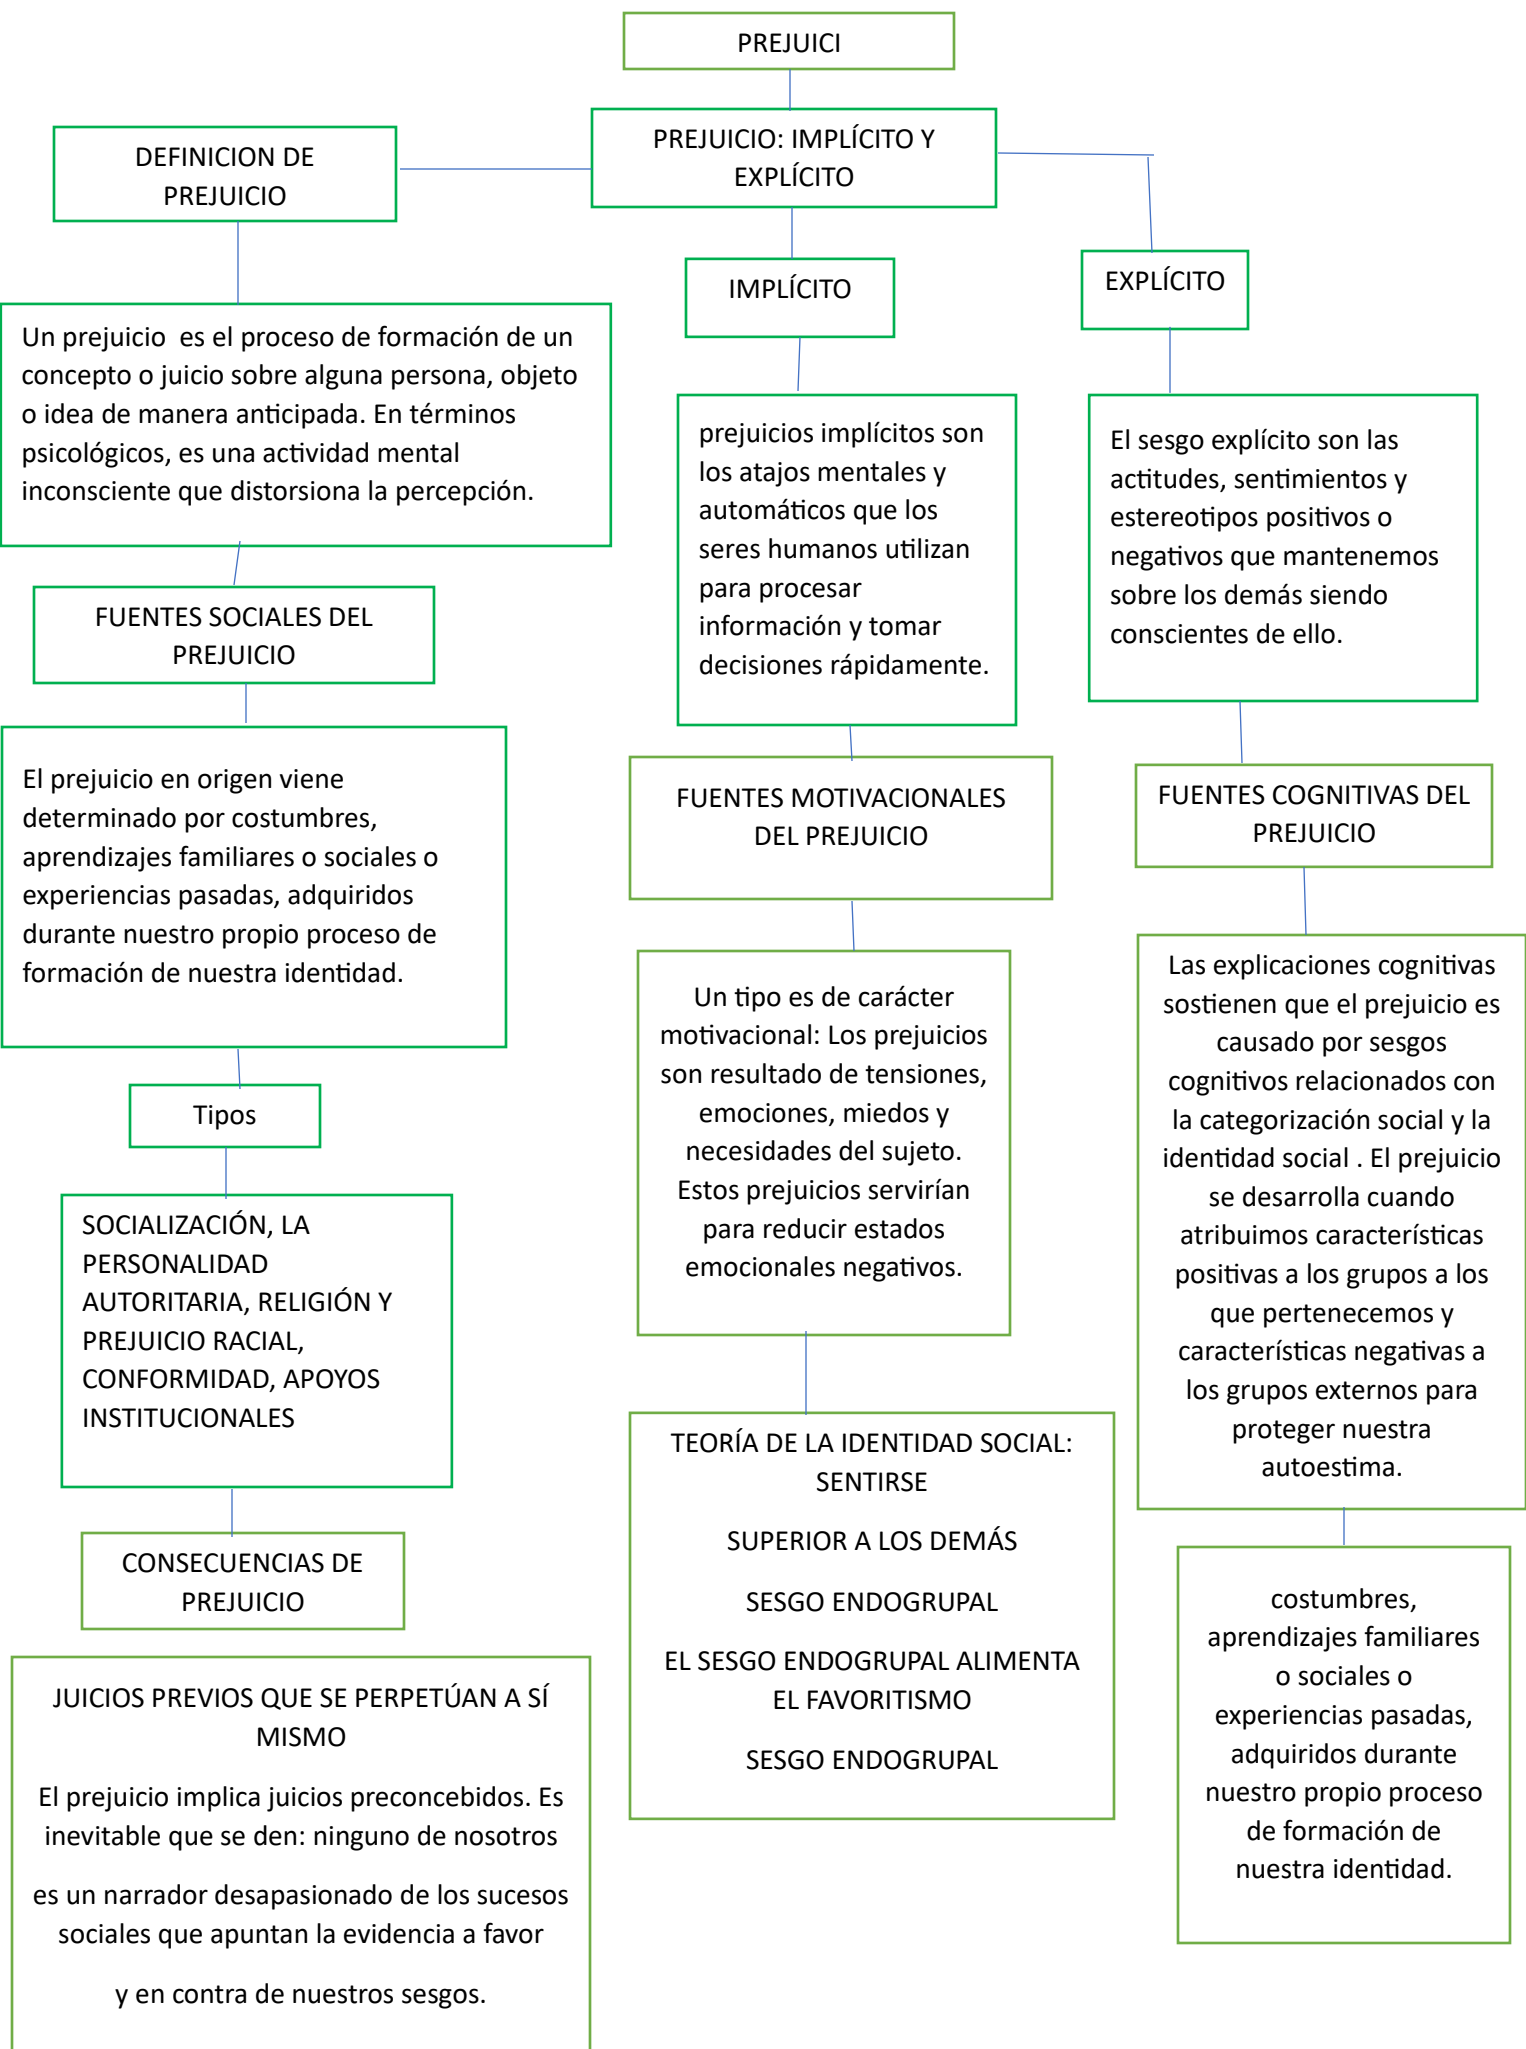 PREJUICI
PREJUICIO: IMPLÍCITO Y
EXPLÍCITO
DEFINICION DE
PREJUICIO
Un prejuicio  es el proceso de formación de un
concepto o juicio sobre alguna persona, objeto
o idea de manera anticipada. En términos
psicológicos, es una actividad mental
inconsciente que distorsiona la percepción.
FUENTES SOCIALES DEL
PREJUICIO
El prejuicio en origen viene
determinado por costumbres,
aprendizajes familiares o sociales o
experiencias pasadas, adquiridos
durante nuestro propio proceso de
formación de nuestra identidad.
Tipos
SOCIALIZACIÓN, LA
PERSONALIDAD
AUTORITARIA, RELIGIÓN Y
PREJUICIO RACIAL,
CONFORMIDAD, APOYOS
INSTITUCIONALES
CONSECUENCIAS DE
PREJUICIO
JUICIOS PREVIOS QUE SE PERPETÚAN A SÍ
MISMO
El prejuicio implica juicios preconcebidos. Es
inevitable que se den: ninguno de nosotros
es un narrador desapasionado de los sucesos
sociales que apuntan la evidencia a favor
y en contra de nuestros sesgos.
IMPLÍCITO
prejuicios implícitos son
los atajos mentales y
automáticos que los
seres humanos utilizan
para procesar
información y tomar
decisiones rápidamente.
FUENTES MOTIVACIONALES
DEL PREJUICIO
Un tipo es de carácter
motivacional: Los prejuicios
son resultado de tensiones,
emociones, miedos y
necesidades del sujeto.
Estos prejuicios servirían
para reducir estados
emocionales negativos.
TEORÍA DE LA IDENTIDAD SOCIAL:
SENTIRSE
SUPERIOR A LOS DEMÁS
SESGO ENDOGRUPAL
EL SESGO ENDOGRUPAL ALIMENTA
EL FAVORITISMO
SESGO ENDOGRUPAL
EXPLÍCITO
El sesgo explícito son las
actitudes, sentimientos y
estereotipos positivos o
negativos que mantenemos
sobre los demás siendo
conscientes de ello.
FUENTES COGNITIVAS DEL
PREJUICIO
Las explicaciones cognitivas
sostienen que el prejuicio es
causado por sesgos
cognitivos relacionados con
la categorización social y la
identidad social . El prejuicio
se desarrolla cuando
atribuimos características
positivas a los grupos a los
que pertenecemos y
características negativas a
los grupos externos para
proteger nuestra
autoestima.
costumbres,
aprendizajes familiares
o sociales o
experiencias pasadas,
adquiridos durante
nuestro propio proceso
de formación de
nuestra identidad.